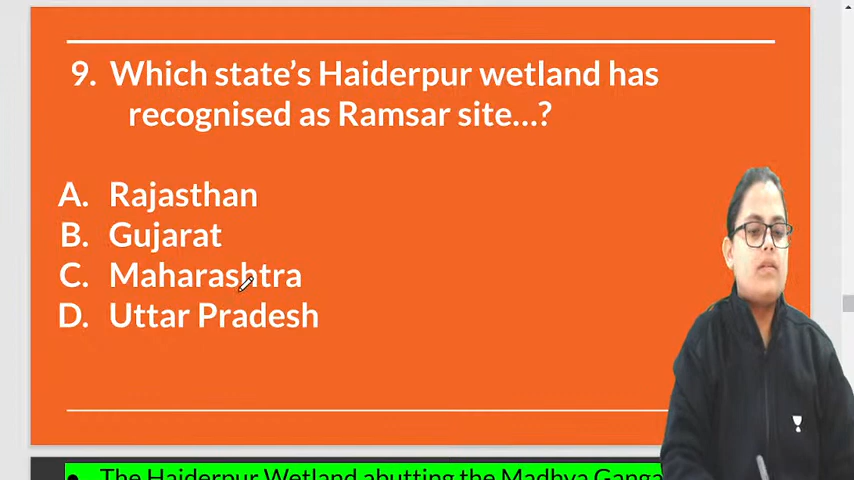 9. Which state’s Haiderpur wetland has
recognised as Ramsar site...?
A. Rajasthan
B. Gujarat
C. Maharashtra
D. Uttar Pradesh
• The Haiderpur Wetland abutting the Madhya Ganga